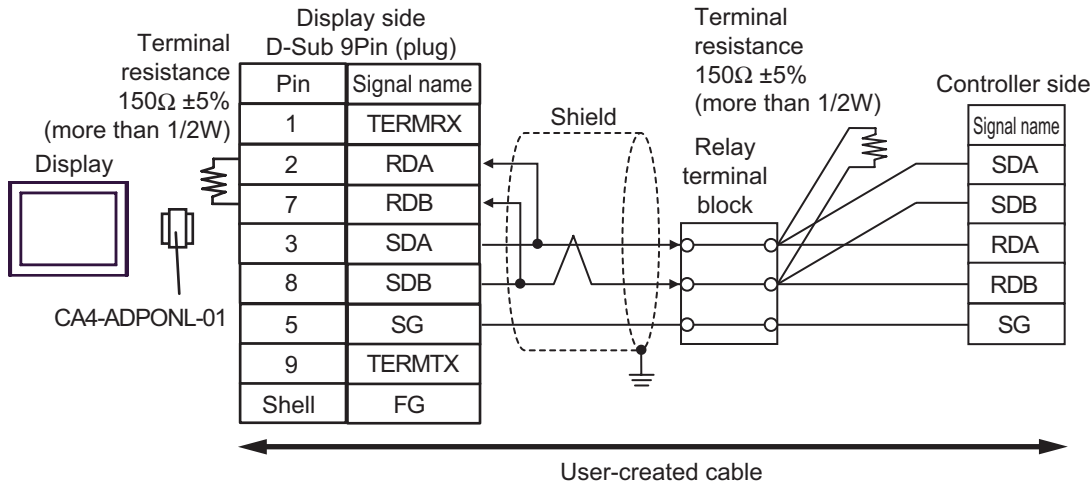 Display side
D-Sub 9Pin (plug)
Terminal
resistance
150Ω ±5%
(more than 1/2W)
Display
CA4-ADPONL-01
Pin Signal name
1 TERMRX
2 RDA
7 RDB
3 SDA
8 SDB
5 SG
9 TERMTX
Shell FG
Shield
Terminal
resistance
150Ω ±5%
(more than 1/2W)
Relay
terminal
block
Controller side
Signal name
SDA
SDB
RDA
RDB
SG
User-created cable